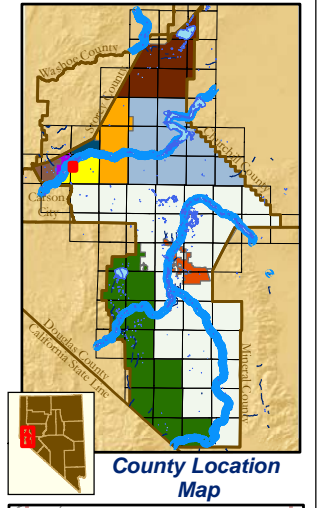 Washoe County
Storey County
Churchill County
Carson
City
Douglas County
California State Line
Mineral County
County Location
Map